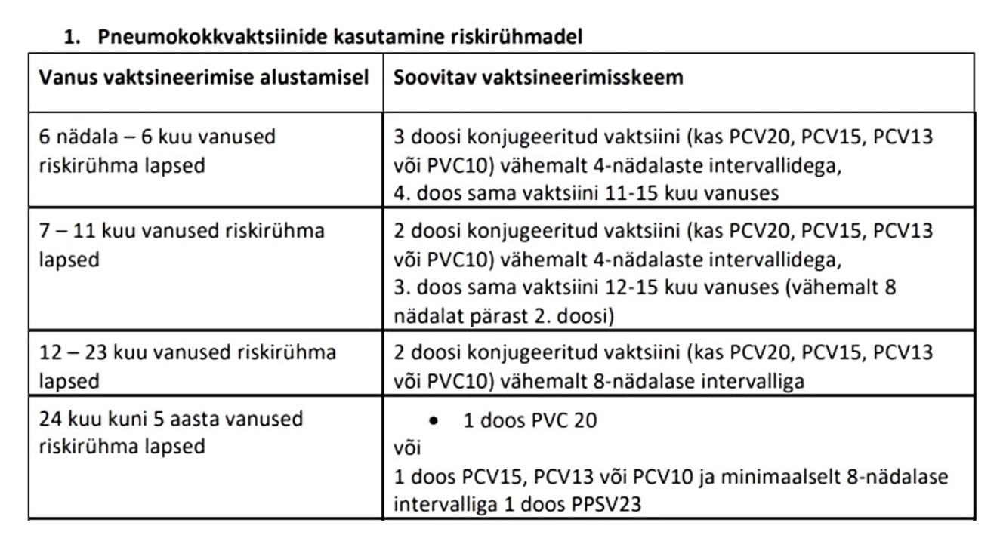 1. Pneumokokkvaktsiinide kasutamine riskirühmadel
Vanus vaktsineerimise alustamisel
Soovitav vaktsineerimisskeem
6 nädala – 6 kuu vanused
riskirühma lapsed
3 doosi konjugeeritud vaktsiini (kas PCV20, PCV15, PCV13
või PVC10) vähemalt 4-nädalaste intervallidega,
4. doos sama vaktsiini 11-15 kuu vanuses
7 – 11 kuu vanused riskirühma
lapsed
2 doosi konjugeeritud vaktsiini (kas PCV20, PCV15, PCV13
või PVC10) vähemalt 4-nädalaste intervallidega,
3. doos sama vaktsiini 12-15 kuu vanuses (vähemalt 8
nädalat pärast 2. doosi)
12 – 23 kuu vanused riskirühma
lapsed
2 doosi konjugeeritud vaktsiini (kas PCV20, PCV15, PCV13
või PVC10) vähemalt 8-nädalase intervalliga
24 kuu kuni 5 aasta vanused
riskirühma lapsed
• 1 doos PVC 20
või
1 doos PCV15, PCV13 või PCV10 ja minimaalselt 8-nädalase
intervalliga 1 doos PPSV23